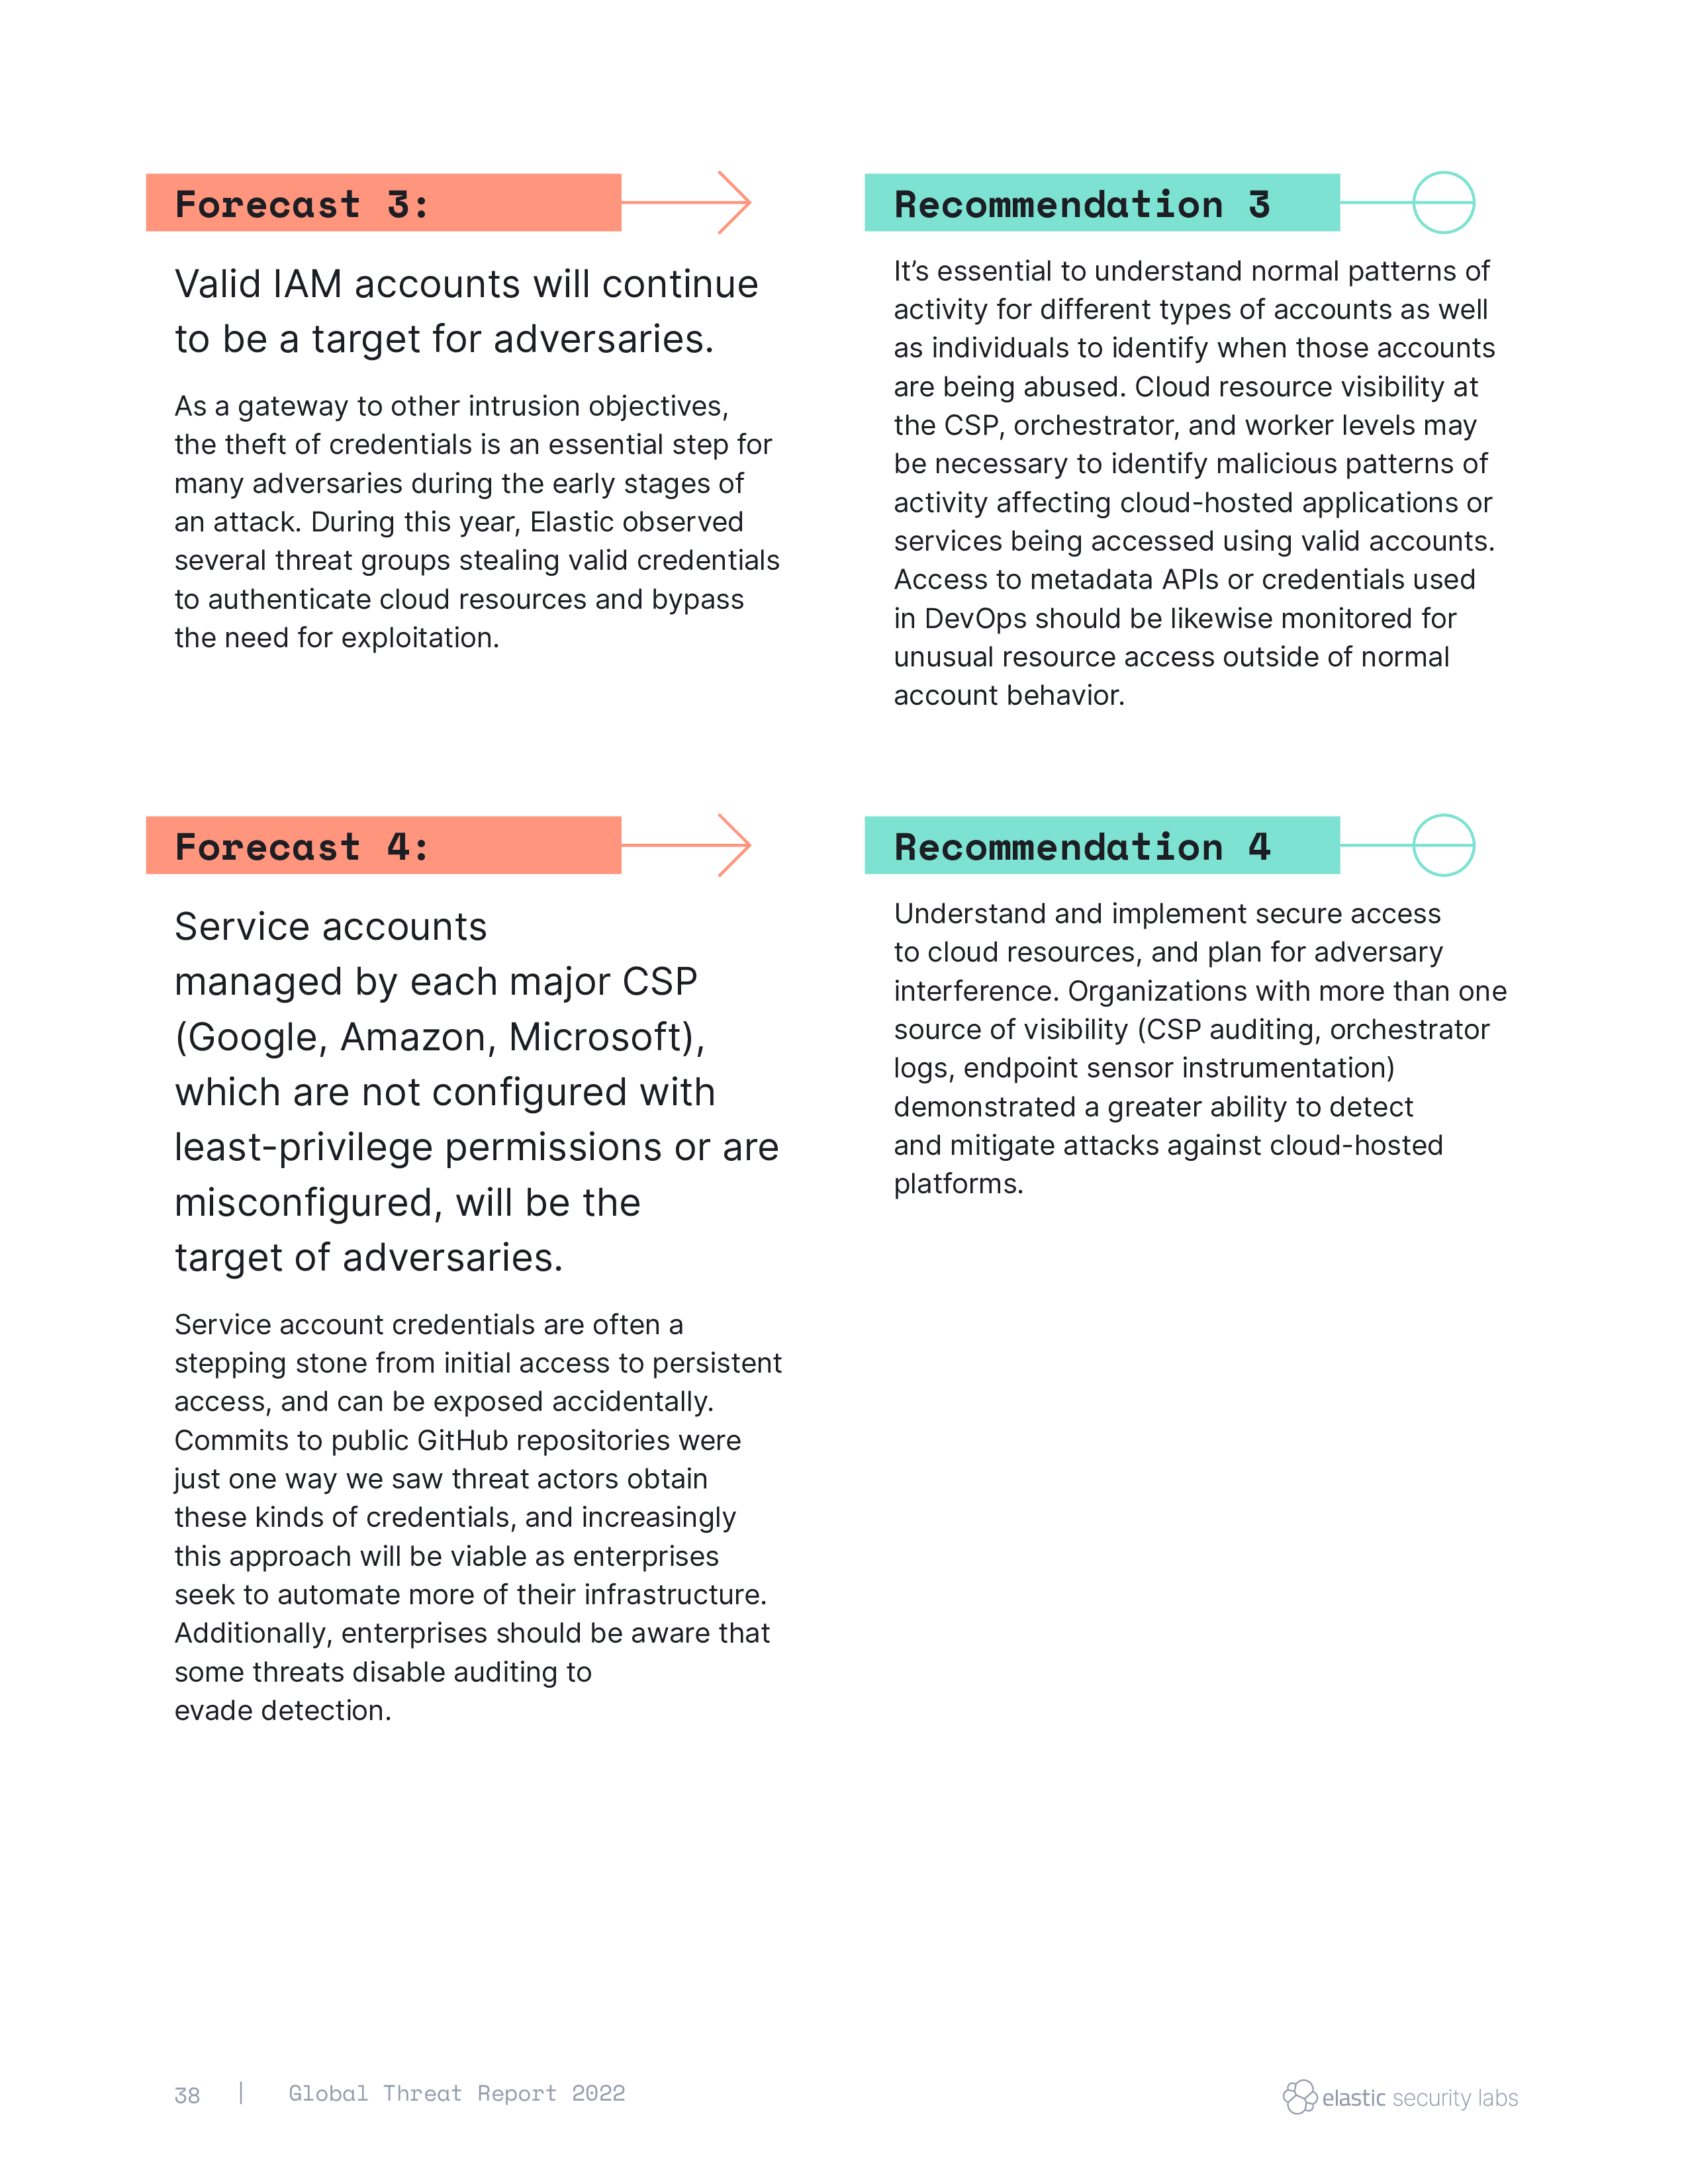 Forecast 3:
Valid IAM accounts will continue
to be a target for adversaries.
As a gateway to other intrusion objectives,
the theft of credentials is an essential step for
many adversaries during the early stages of
an attack. During this year, Elastic observed
several threat groups stealing valid credentials
to authenticate cloud resources and bypass
the need for exploitation.
Recommendation 3
It’s essential to understand normal patterns of
activity for different types of accounts as well
as individuals to identify when those accounts
are being abused. Cloud resource visibility at
the CSP, orchestrator, and worker levels may
be necessary to identify malicious patterns of
activity affecting cloud-hosted applications or
services being accessed using valid accounts.
Access to metadata APIs or credentials used
in DevOps should be likewise monitored for
unusual resource access outside of normal
account behavior.
Forecast 4:
Service accounts
managed by each major CSP
(Google, Amazon, Microsoft),
which are not configured with
least-privilege permissions or are
misconfigured, will be the
target of adversaries.
Service account credentials are often a
stepping stone from initial access to persistent
access, and can be exposed accidentally.
Commits to public GitHub repositories were
just one way we saw threat actors obtain
these kinds of credentials, and increasingly
this approach will be viable as enterprises
seek to automate more of their infrastructure.
Additionally, enterprises should be aware that
some threats disable auditing to
evade detection.
Recommendation 4
Understand and implement secure access
to cloud resources, and plan for adversary
interference. Organizations with more than one
source of visibility (CSP auditing, orchestrator
logs, endpoint sensor instrumentation)
demonstrated a greater ability to detect
and mitigate attacks against cloud-hosted
platforms.
38 | Global Threat Report 2022
elastic security labs